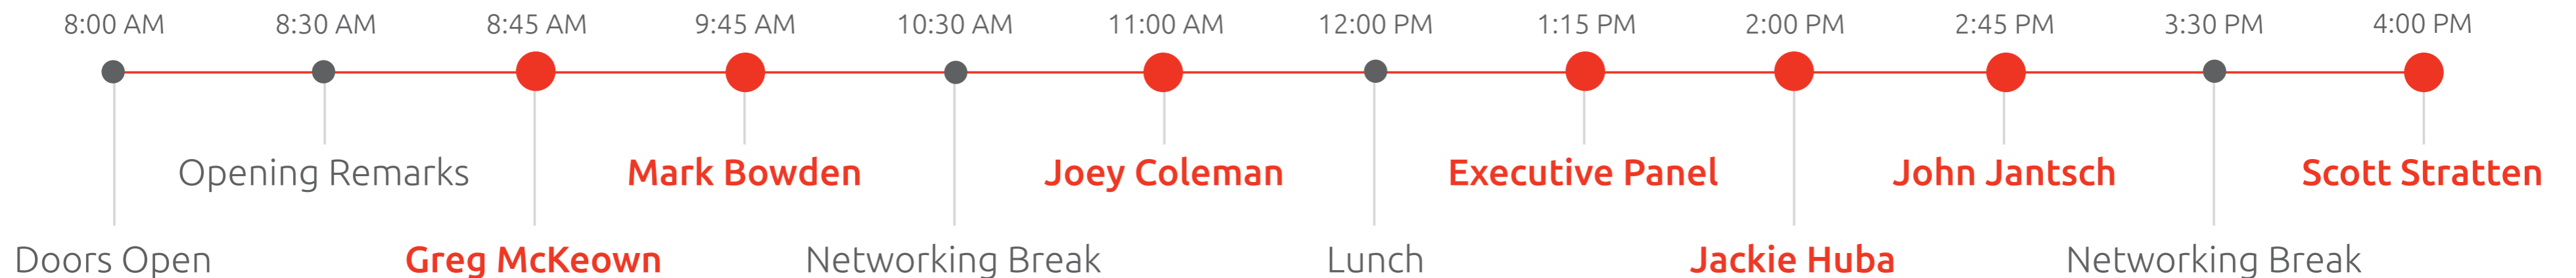 8:00 AM 8:30 AM 8:45 AM 9:45 AM 10:30 AM 11:00 AM 12:00 PM 1:15 PM 2:00 PM 2:45 PM 3:30 PM 4:00 PM
Opening Remarks Mark Bowden Joey Coleman Executive Panel John Jantsch Scott Stratten
Doors Open Greg McKeown Networking Break Lunch Jackie Huba Networking Break